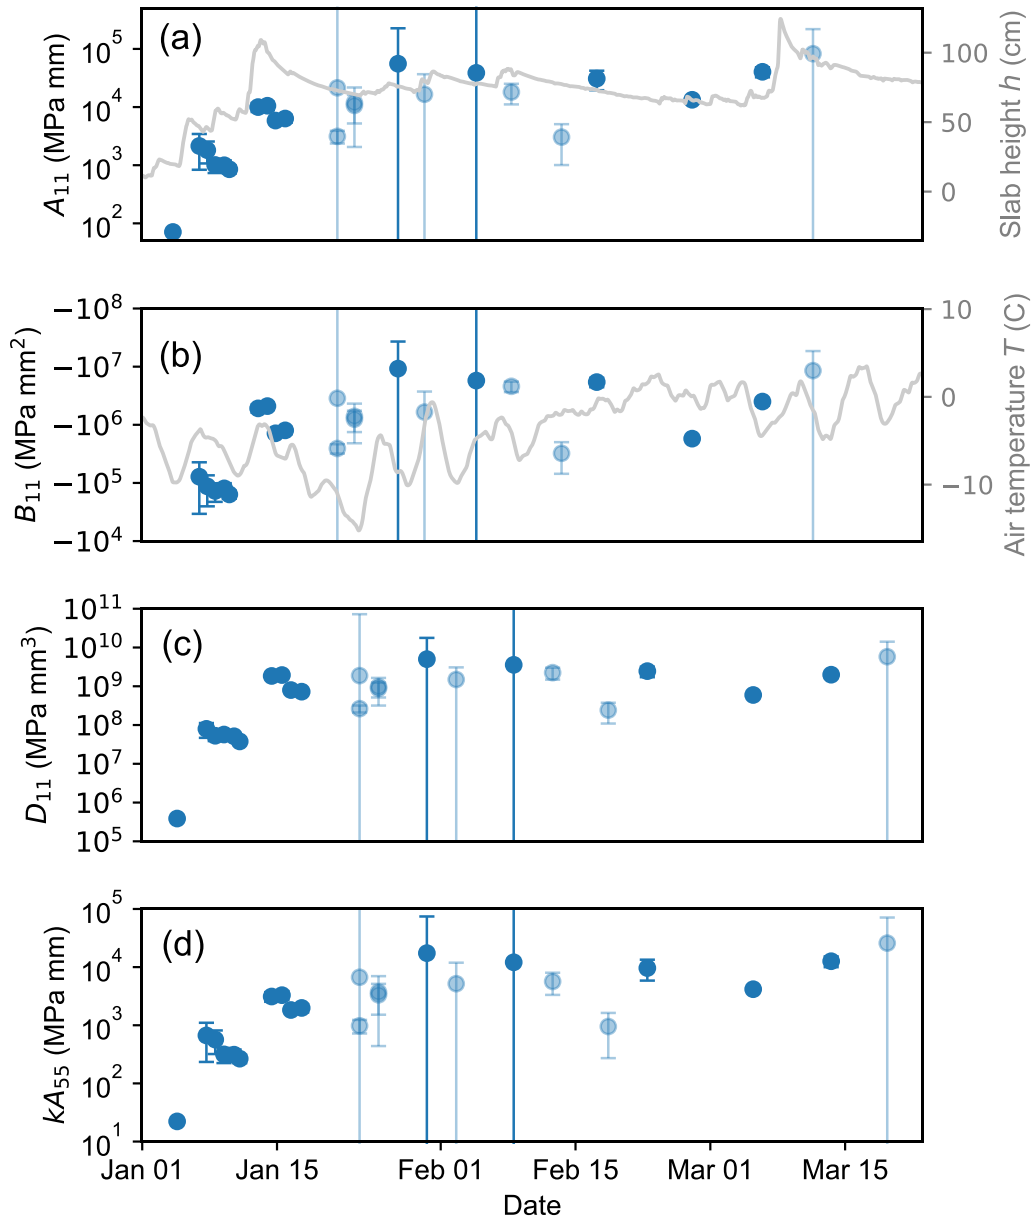 (a)
10^5
10^4
10^3
10^2
A_11 (MPa mm)
100
50
0
Slab height h (cm)
(b)
−10^8
−10^7
−10^6
−10^5
−10^4
B_11 (MPa mm^2)
10
0
−10
Air temperature T (C)
(c)
10^11
10^10
10^9
10^8
10^7
10^6
10^5
D_11 (MPa mm^3)
(d)
10^5
10^4
10^3
10^2
10^1
kA_55 (MPa mm)
Jan 01 Jan 15 Feb 01 Feb 15 Mar 01 Mar 15
Date